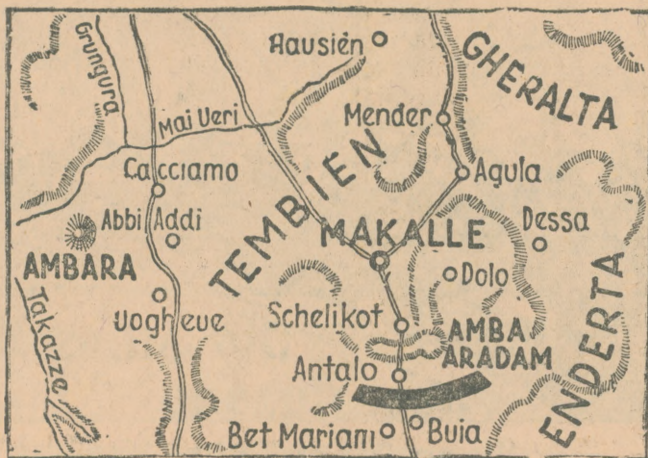 Hausién
GHERALTA
Grungura
Mai Ueri
Mender
Cacciamo
Agula
TEMBIEN
Abbi Addi
MAKALLE
Dessa
AMBARA
Dolo
Takazze
Uogheue
Schelikot
AMBA
ARADAM
ENDERTA
Antalo
Bet Mariam
Buia